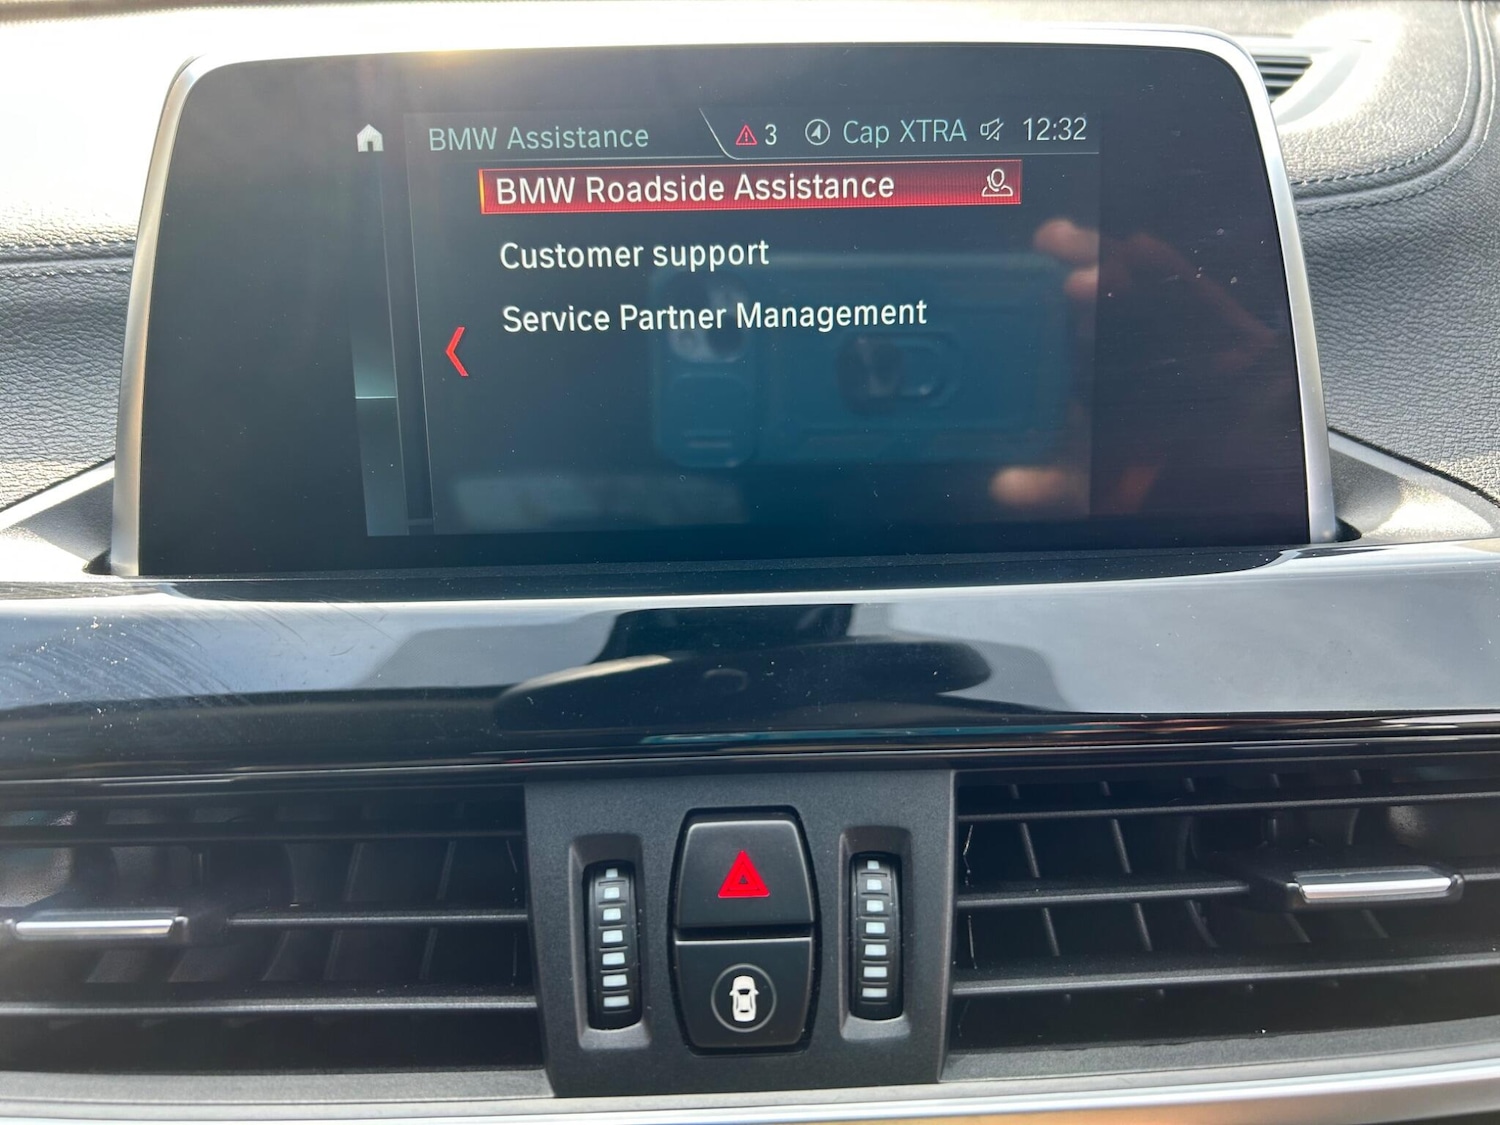 BMW Assistance 3 Cap XTRA 12:32
BMW Roadside Assistance
Customer support
Service Partner Management